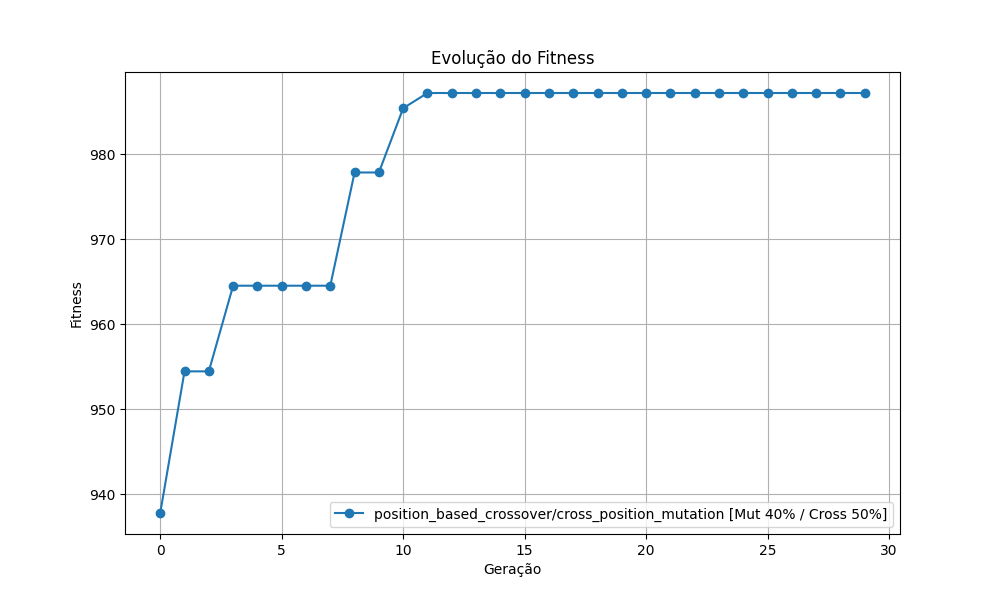 Evolução do Fitness
Fitness
980
970
960
950
940
position_based_crossover/cross_position_mutation [Mut 40% / Cross 50%]
0 5 10 15 20 25 30
Geração